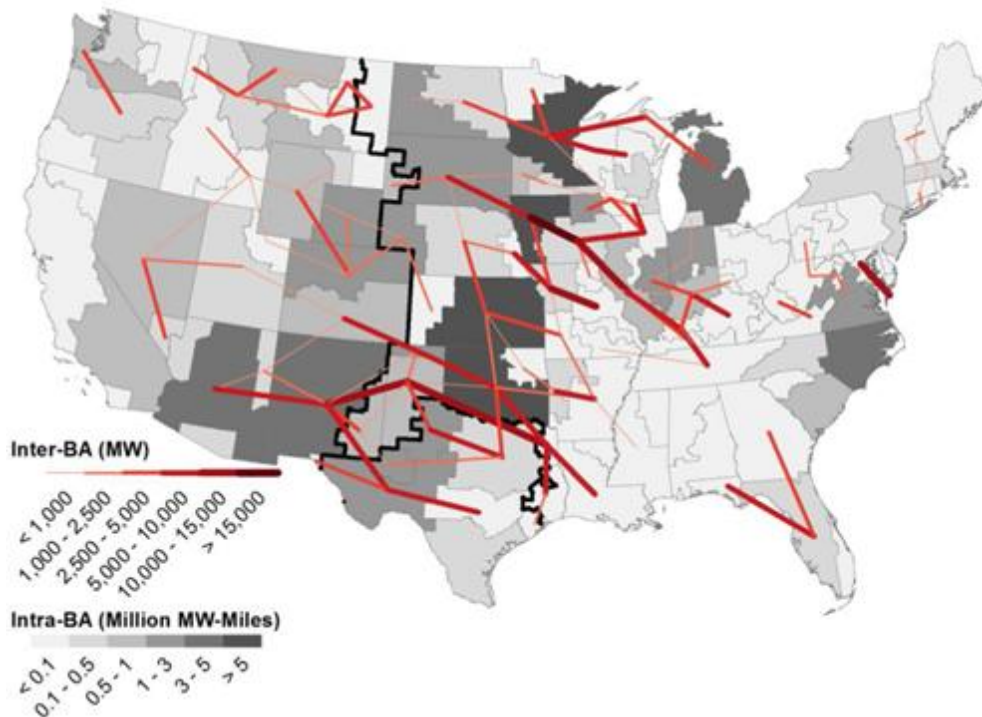 Inter-BA (MW)
< 1,000
1,000 - 2,500
2,500 - 5,000
5,000 - 10,000
10,000 - 15,000
> 15,000
Intra-BA (Million MW-Miles)
< 0.1
0.1 - 0.5
0.5 - 1
1 - 3
3 - 5
> 5